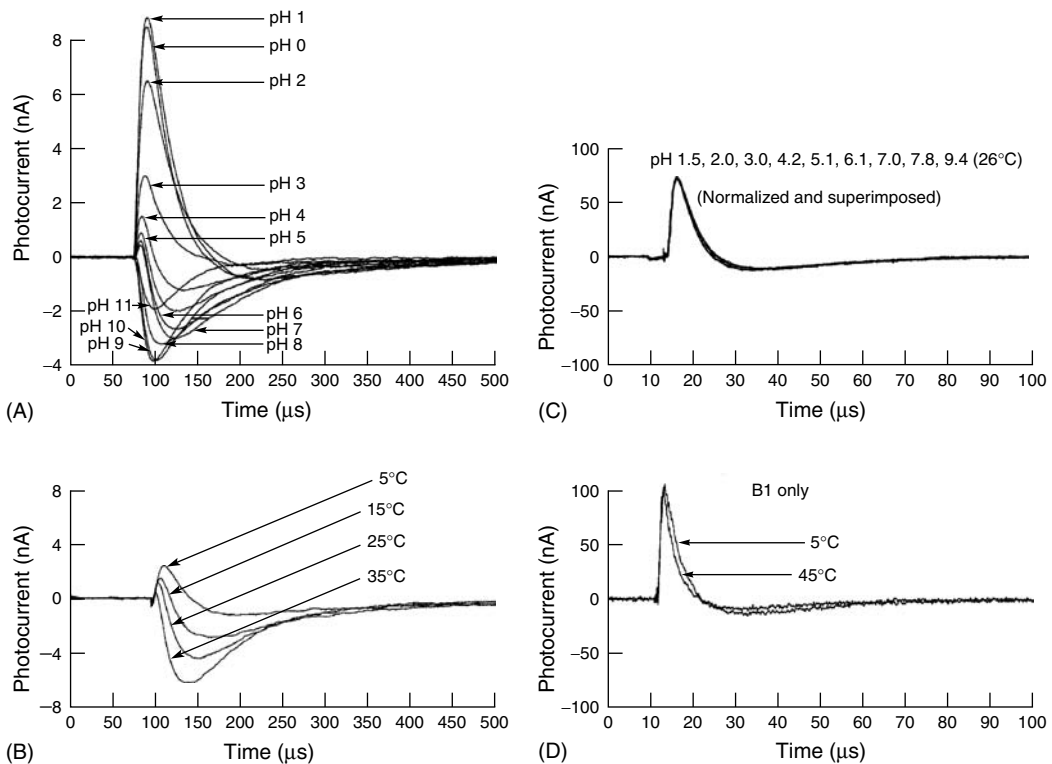 8
6
4
2
0
−2
−4
Photocurrent (nA)
pH 1
pH 0
pH 2
pH 3
pH 4
pH 5
pH 11
pH 10
pH 9
pH 6
pH 7
pH 8
0 50 100 150 200 250 300 350 400 450 500
Time (μs)
(A)
100
50
0
−50
−100
Photocurrent (nA)
pH 1.5, 2.0, 3.0, 4.2, 5.1, 6.1, 7.0, 7.8, 9.4 (26°C)
(Normalized and superimposed)
0 10 20 30 40 50 60 70 80 90 100
Time (μs)
(C)
8
4
0
−4
−8
Photocurrent (nA)
5°C
15°C
25°C
35°C
0 50 100 150 200 250 300 350 400 450 500
Time (μs)
(B)
100
50
0
−50
−100
Photocurrent (nA)
B1 only
5°C
45°C
0 10 20 30 40 50 60 70 80 90 100
Time (μs)
(D)